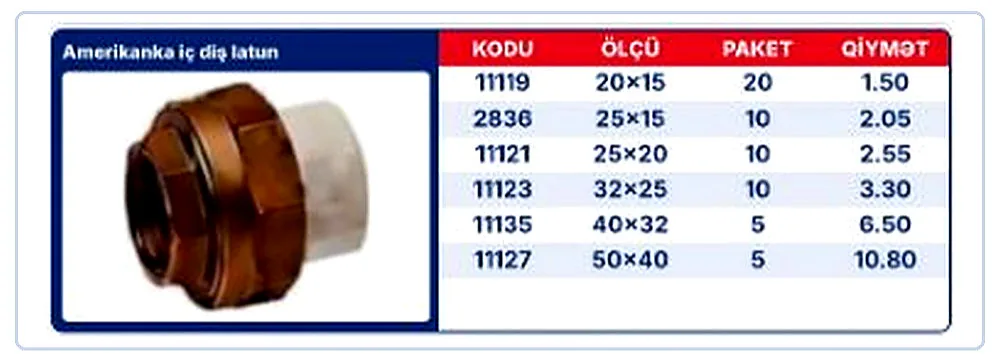 Amerikanka iç diş latun
KODU ÖLÇÜ PAKET QİYMƏT
11119 20×15 20 1.50
2836 25×15 10 2.05
11121 25×20 10 2.55
11123 32×25 10 3.30
11135 40×32 5 6.50
11127 50×40 5 10.80